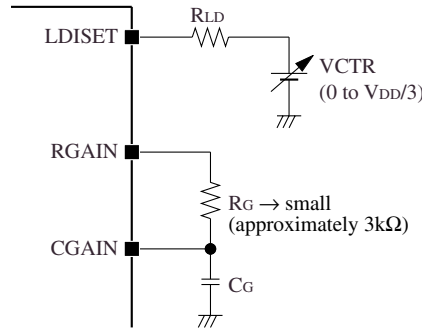 LDISET
RLD
VCTR
(0 to VDD/3)
RGAIN
RG → small
(approximately 3kΩ)
CGAIN
CG